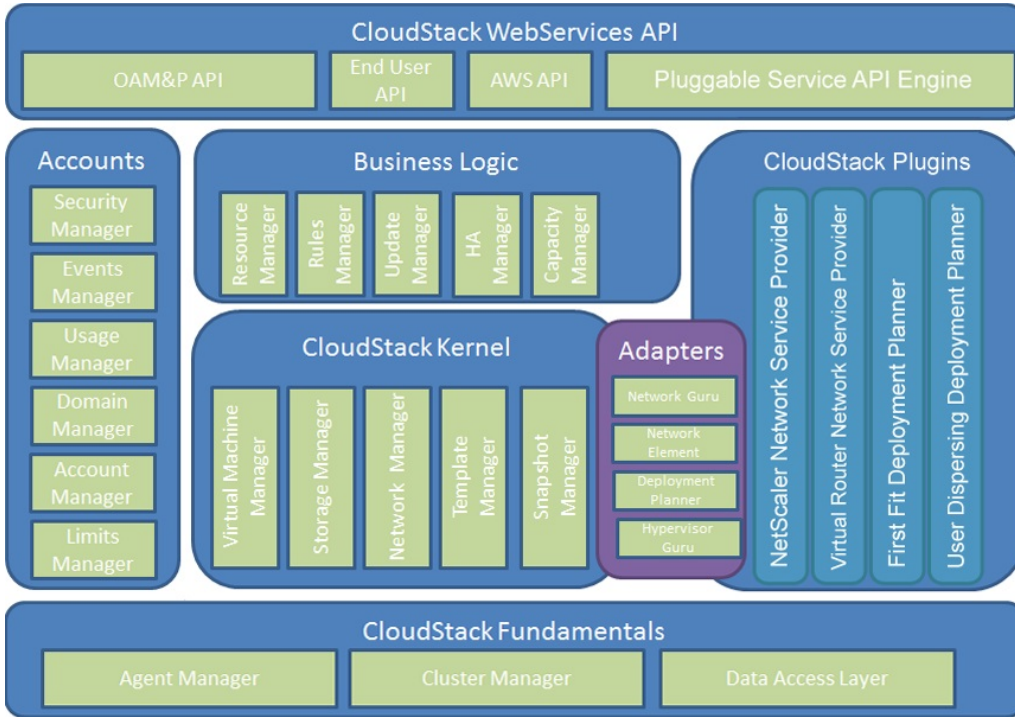 CloudStack WebServices API
OAM&P API
End User
API
AWS API
Pluggable Service API Engine
Accounts
Security
Manager
Events
Manager
Usage
Manager
Domain
Manager
Account
Manager
Limits
Manager
Business Logic
Resource
Manager
Rules
Manager
Update
Manager
HA
Manager
Capacity
Manager
CloudStack Kernel
Virtual Machine
Manager
Storage Manager
Network Manager
Template
Manager
Snapshot
Manager
Adapters
Network Guru
Network
Element
Deployment
Planner
Hypervisor
Guru
CloudStack Plugins
NetScaler Network Service Provider
Virtual Router Network Service Provider
First Fit Deployment Planner
User Dispersing Deployment Planner
CloudStack Fundamentals
Agent Manager
Cluster Manager
Data Access Layer